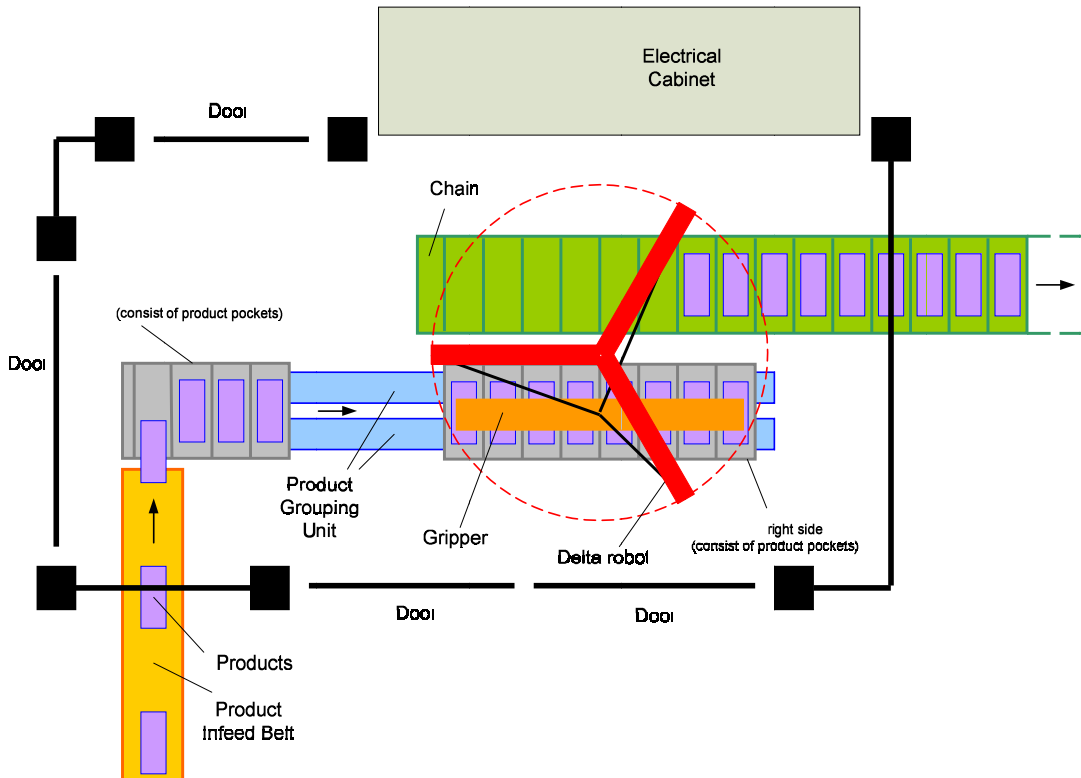 Electrical
Cabinet
Door
Chain
(consist of product pockets)
Door
Product
Grouping
Unit
Gripper
Delta robot
right side
(consist of product pockets)
Door
Door
Products
Product
Infeed Belt